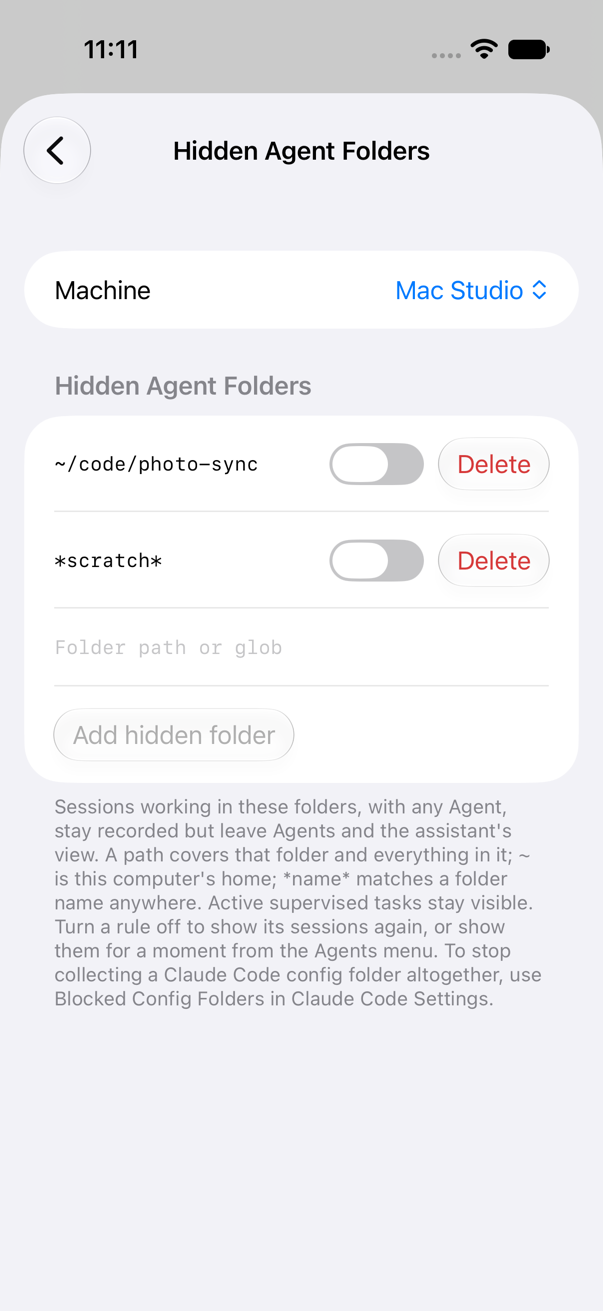 11:11
Hidden Agent Folders
Machine
Mac Studio
Hidden Agent Folders
~/code/photo-sync
Delete
*scratch*
Delete
Folder path or glob
Add hidden folder
Sessions working in these folders, with any Agent,
stay recorded but leave Agents and the assistant's
view. A path covers that folder and everything in it; ~
is this computer's home; *name* matches a folder
name anywhere. Active supervised tasks stay visible.
Turn a rule off to show its sessions again, or show
them for a moment from the Agents menu. To stop
collecting a Claude Code config folder altogether, use
Blocked Config Folders in Claude Code Settings.